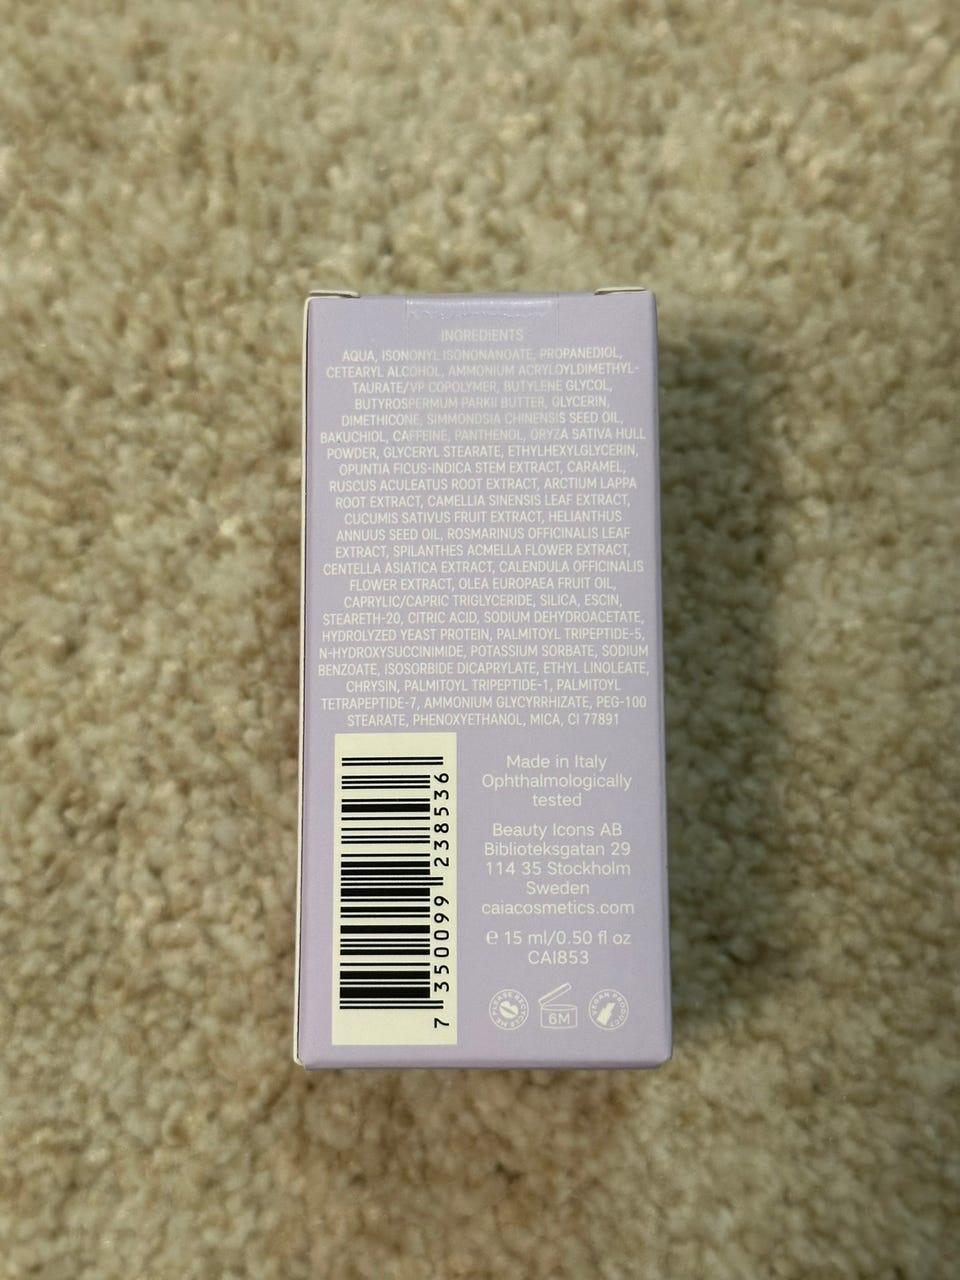 INGREDIENTS
AQUA, ISONONYL ISONONANOATE, PROPANEDIOL,
CETEARYL ALCOHOL, AMMONIUM ACRYLOYLDIMETHYL-
TAURATE/VP COPOLYMER, BUTYLENE GLYCOL,
BUTYROSPERMUM PARKII BUTTER, GLYCERIN,
DIMETHICONE, SIMMONDSIA CHINENSIS SEED OIL,
BAKUCHIOL, CAFFEINE, PANTHENOL, ORYZA SATIVA HULL
POWDER, GLYCERYL STEARATE, ETHYLHEXYLGLYCERIN,
OPUNTIA FICUS-INDICA STEM EXTRACT, CARAMEL,
RUSCUS ACULEATUS ROOT EXTRACT, ARCTIUM LAPPA
ROOT EXTRACT, CAMELLIA SINENSIS LEAF EXTRACT,
CUCUMIS SATIVUS FRUIT EXTRACT, HELIANTHUS
ANNUUS SEED OIL, ROSMARINUS OFFICINALIS LEAF
EXTRACT, SPILANTHES ACMELLA FLOWER EXTRACT,
CENTELLA ASIATICA EXTRACT, CALENDULA OFFICINALIS
FLOWER EXTRACT, OLEA EUROPAEA FRUIT OIL,
CAPRYLIC/CAPRIC TRIGLYCERIDE, SILICA, ESCIN,
STEARETH-20, CITRIC ACID, SODIUM DEHYDROACETATE,
HYDROLYZED YEAST PROTEIN, PALMITOYL TRIPEPTIDE-5,
N-HYDROXYSUCCINIMIDE, POTASSIUM SORBATE, SODIUM
BENZOATE, ISOSORBIDE DICAPRYLATE, ETHYL LINOLEATE,
CHRYSIN, PALMITOYL TRIPEPTIDE-1, PALMITOYL
TETRAPEPTIDE-7, AMMONIUM GLYCYRRHIZATE, PEG-100
STEARATE, PHENOXYETHANOL, MICA, CI 77891
7 350099 238536
Made in Italy
Ophthalmologically
tested
Beauty Icons AB
Biblioteksgatan 29
114 35 Stockholm
Sweden
caiacosmetics.com
℮ 15 ml/0.50 fl oz
CAI853
PLEASE RECYCLE ME
6M
VEGAN PRODUCT